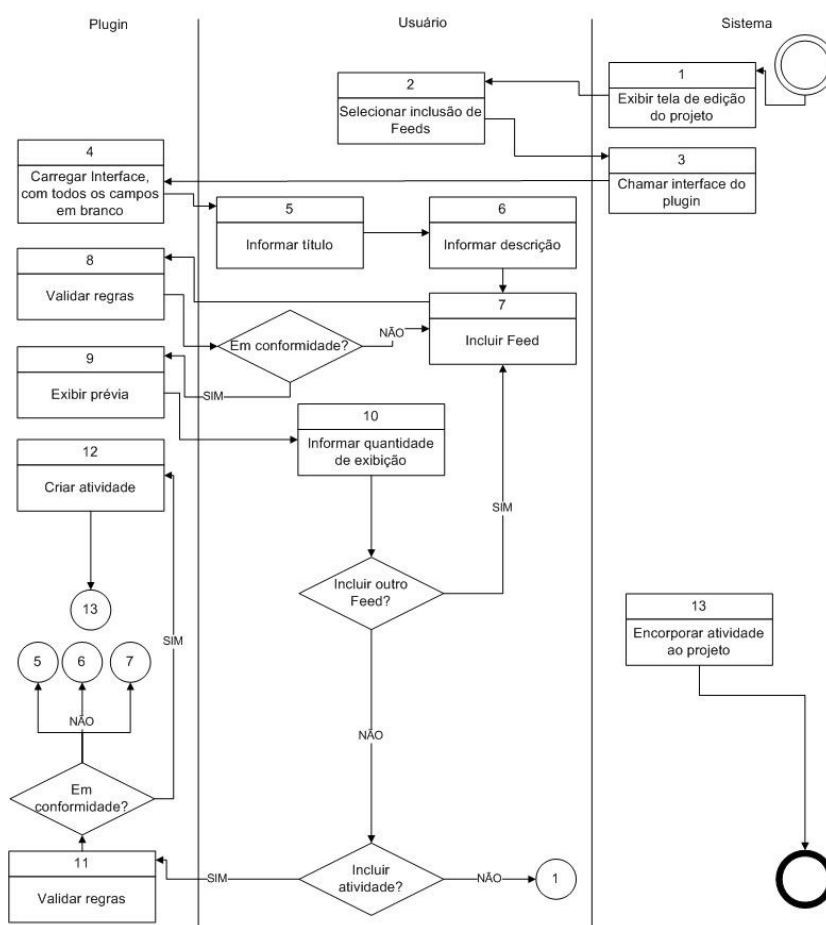 Plugin
Usuário
Sistema
1
Exibir tela de edição
do projeto
2
Selecionar inclusão de
Feeds
3
Chamar interface do
plugin
4
Carregar Interface,
com todos os campos
em branco
5
Informar título
6
Informar descrição
7
Incluir Feed
8
Validar regras
Em conformidade?
NÃO
SIM
9
Exibir prévia
10
Informar quantidade
de exibição
Incluir outro
Feed?
SIM
NÃO
12
Criar atividade
13
SIM
5
6
7
NÃO
Em
conformidade?
11
Validar regras
SIM
Incluir
atividade?
NÃO
1
13
Encorporar atividade
ao projeto